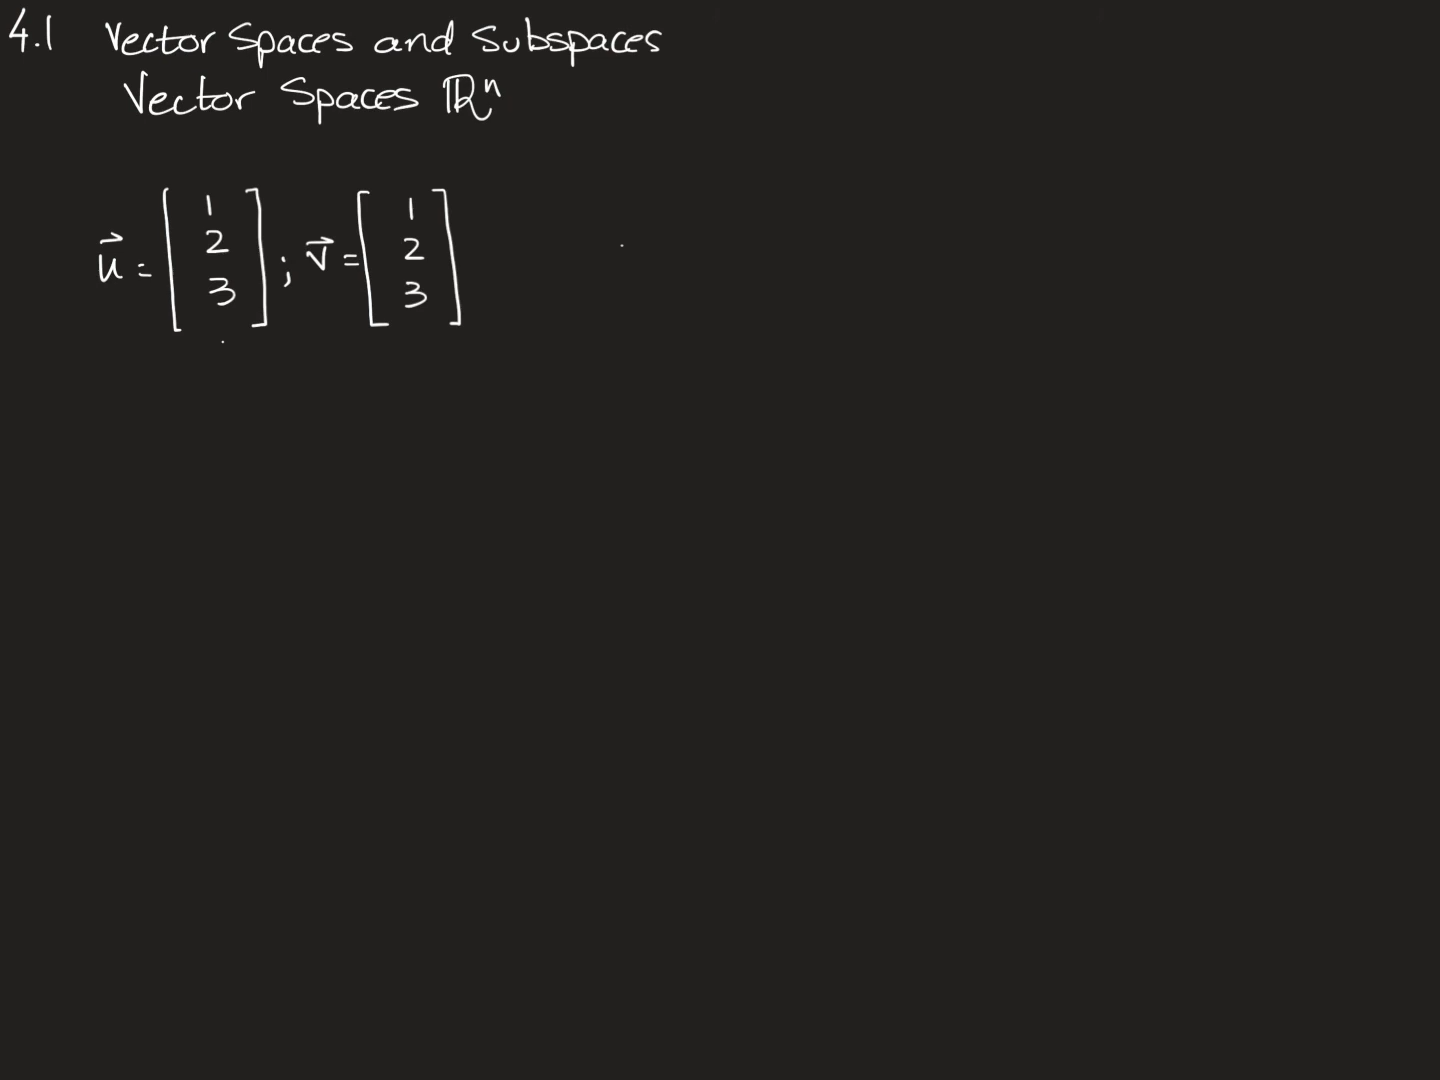 4.1 Vector Spaces and Subspaces
Vector Spaces ℝⁿ
u⃗ = [1 2 3] ; v⃗ = [1 2 3]